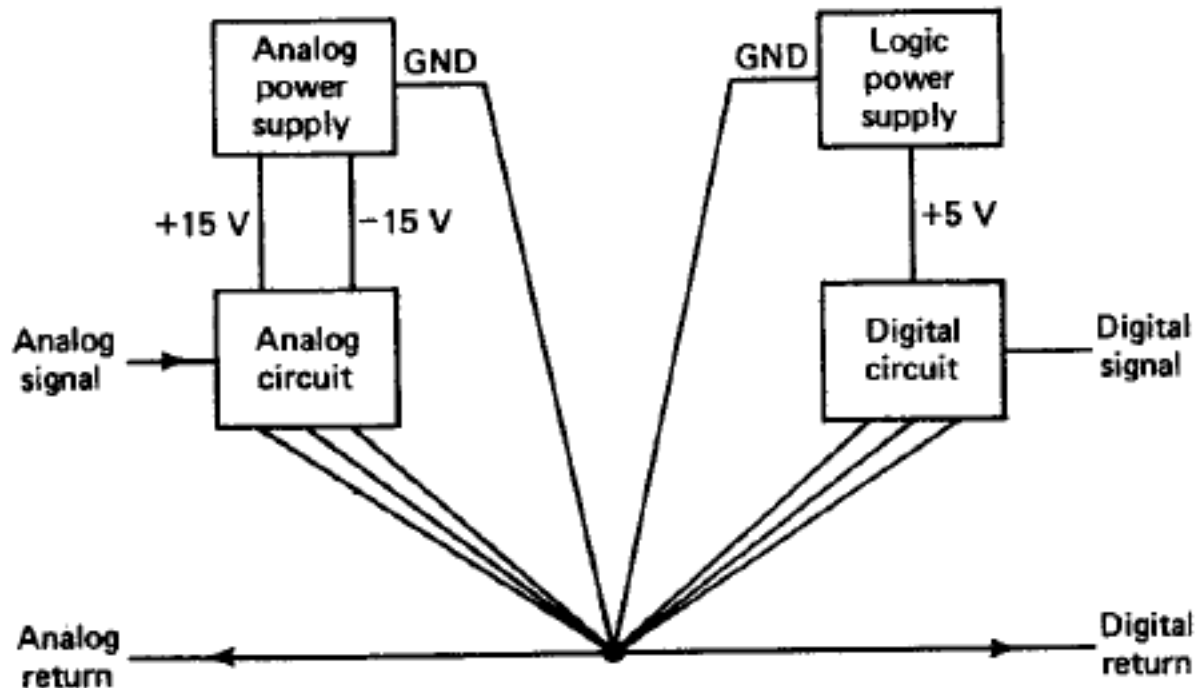 Analog
power
supply
GND
GND
Logic
power
supply
+15 V
−15 V
+5 V
Analog
signal
Analog
circuit
Digital
circuit
Digital
signal
Analog
return
Digital
return